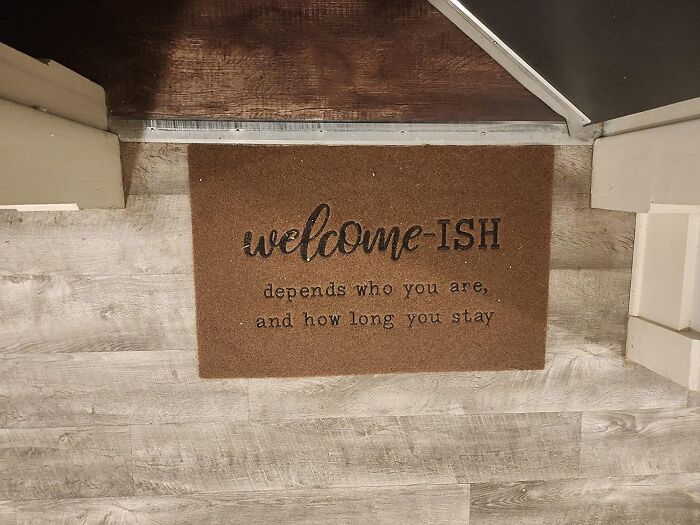 welcome-ISH
depends who you are,
and how long you stay